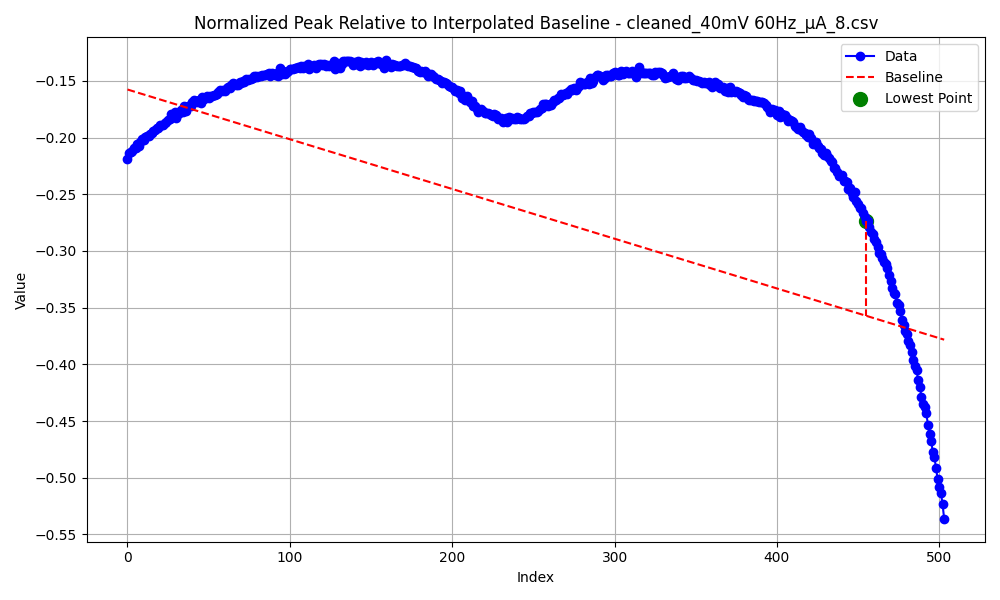 Normalized Peak Relative to Interpolated Baseline - cleaned_40mV 60Hz_μA_8.csv
Data
Baseline
Lowest Point
Value
−0.15
−0.20
−0.25
−0.30
−0.35
−0.40
−0.45
−0.50
−0.55
0
100
200
300
400
500
Index